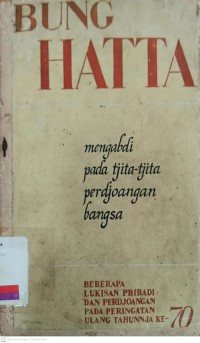 BUNG
HATTA
mengabdi
pada tjita-tjita
perdjoangan
bangsa
BEBERAPA
LUKISAN PRIBADI
DAN PERDJOANGAN
PADA PERINGATAN
ULANG TAHUNNJA KE-70